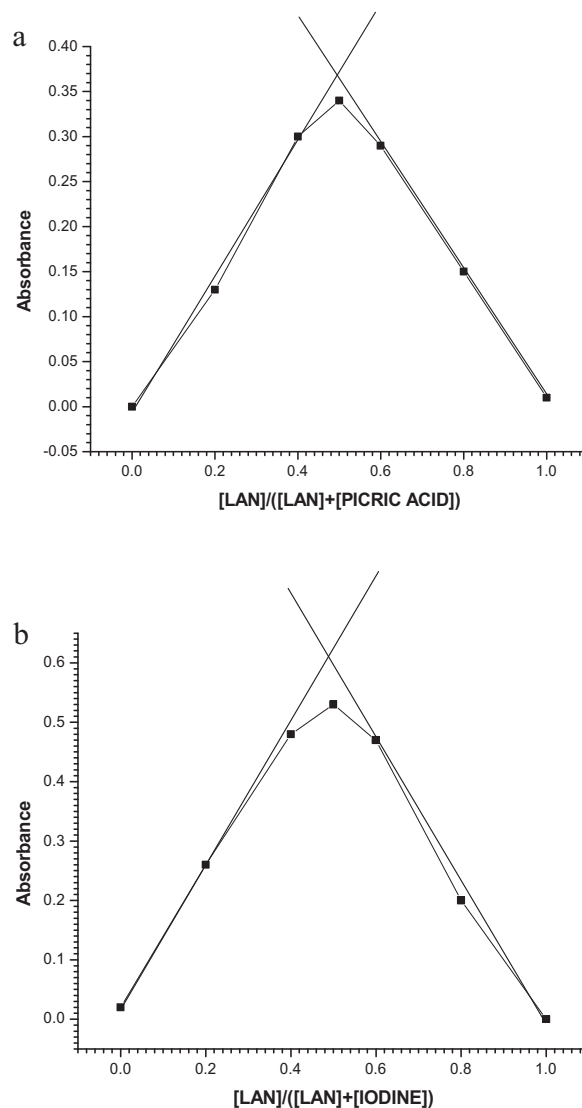 a
0.40
0.35
0.30
0.25
0.20
0.15
0.10
0.05
0.00
-0.05
Absorbance
0.0 0.2 0.4 0.6 0.8 1.0
[LAN]/([LAN]+[PICRIC ACID])
b
0.6
0.5
0.4
0.3
0.2
0.1
0.0
Absorbance
0.0 0.2 0.4 0.6 0.8 1.0
[LAN]/([LAN]+[IODINE])